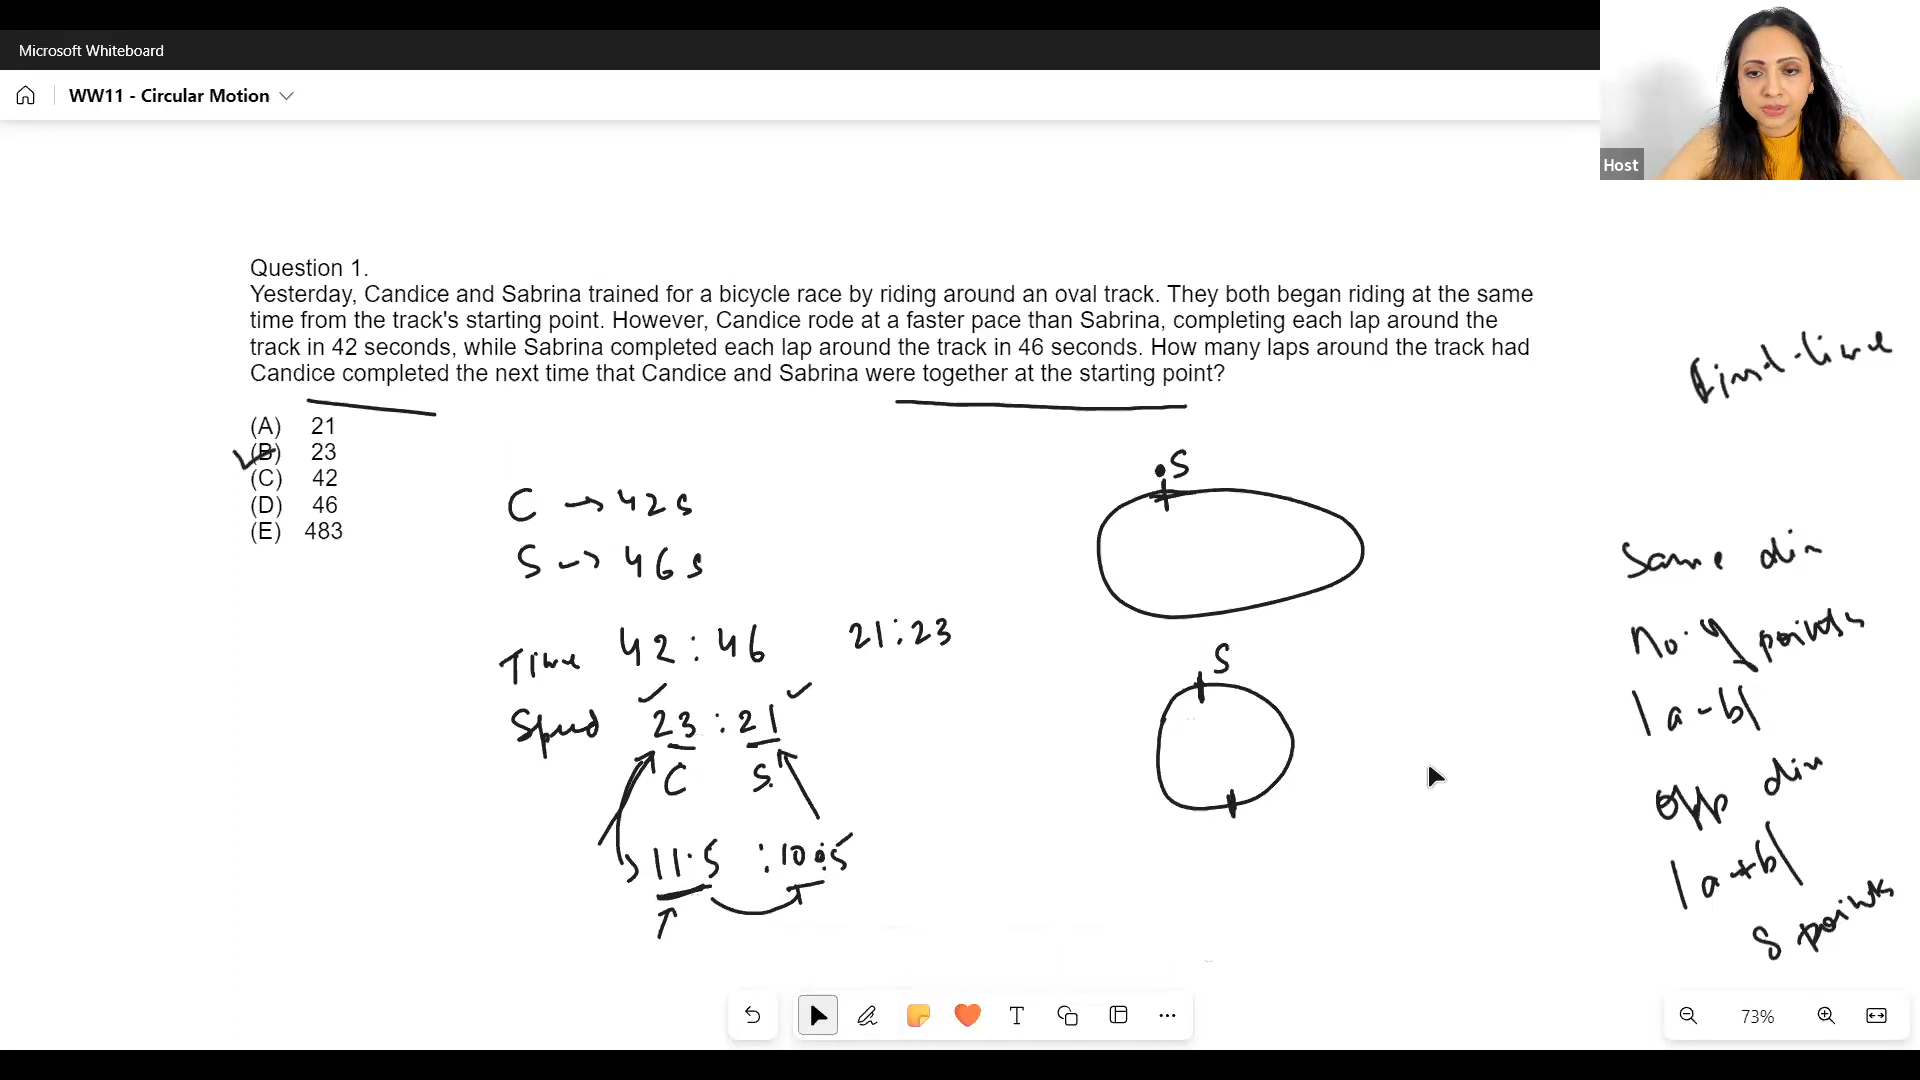 Microsoft Whiteboard
WW11 - Circular Motion
Host
Question 1.
Yesterday, Candice and Sabrina trained for a bicycle race by riding around an oval track. They both began riding at the same
time from the track's starting point. However, Candice rode at a faster pace than Sabrina, completing each lap around the
track in 42 seconds, while Sabrina completed each lap around the track in 46 seconds. How many laps around the track had
Candice completed the next time that Candice and Sabrina were together at the starting point?
(A) 21
(B) 23
(C) 42
(D) 46
(E) 483
C → 42s
S → 46s
Time 42 : 46 21:23
Speed 23 : 21
C S.
11.5 : 10.5
S
S
Same dir
no. of points
|a-b|
opp dir
|a+b|
points
73%